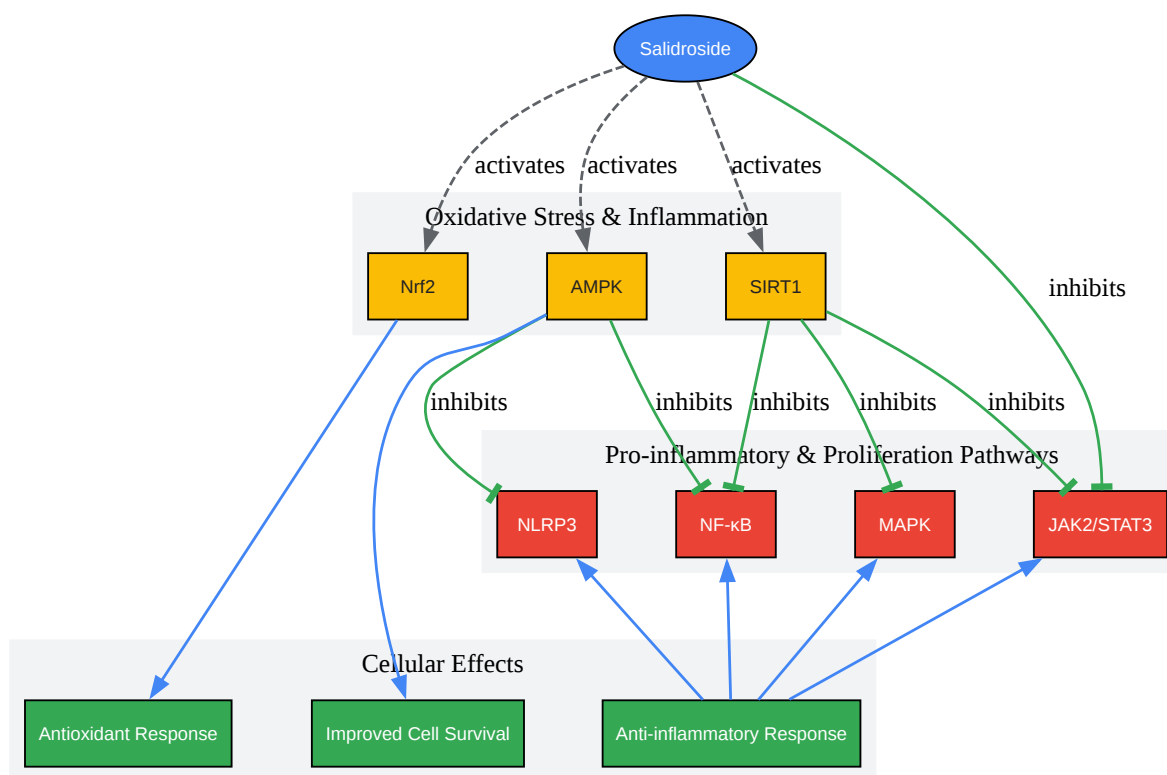 Salidroside
activates
activates
activates
Oxidative Stress & Inflammation
Nrf2
AMPK
SIRT1
inhibits
inhibits
inhibits
inhibits
inhibits
inhibits
Pro-inflammatory & Proliferation Pathways
NLRP3
NF-κB
MAPK
JAK2/STAT3
Cellular Effects
Antioxidant Response
Improved Cell Survival
Anti-inflammatory Response